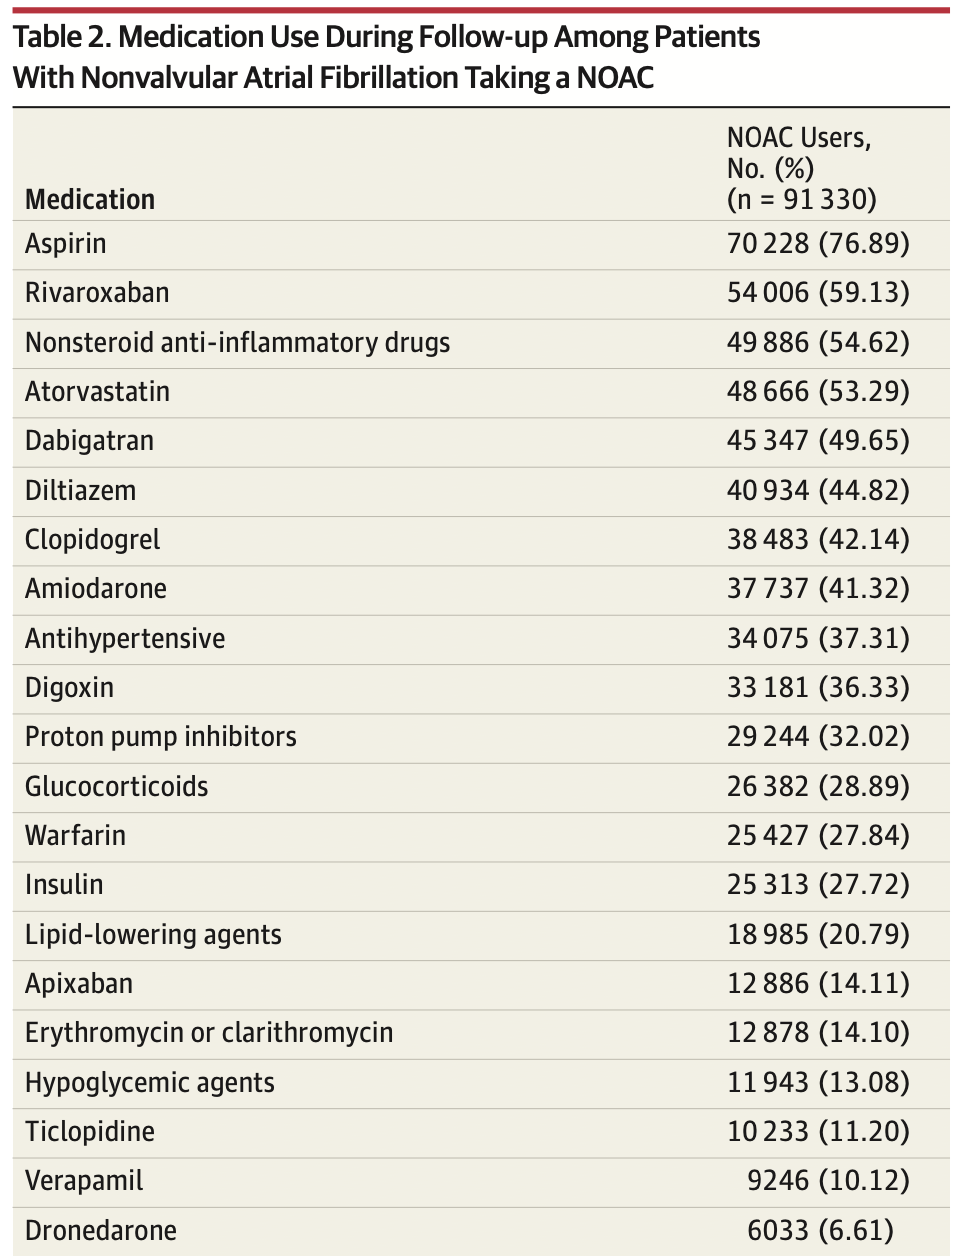 Table 2. Medication Use During Follow-up Among Patients
With Nonvalvular Atrial Fibrillation Taking a NOAC
NOAC Users,
No. (%)
Medication (n = 91 330)
Aspirin 70 228 (76.89)
Rivaroxaban 54 006 (59.13)
Nonsteroid anti-inflammatory drugs 49 886 (54.62)
Atorvastatin 48 666 (53.29)
Dabigatran 45 347 (49.65)
Diltiazem 40 934 (44.82)
Clopidogrel 38 483 (42.14)
Amiodarone 37 737 (41.32)
Antihypertensive 34 075 (37.31)
Digoxin 33 181 (36.33)
Proton pump inhibitors 29 244 (32.02)
Glucocorticoids 26 382 (28.89)
Warfarin 25 427 (27.84)
Insulin 25 313 (27.72)
Lipid-lowering agents 18 985 (20.79)
Apixaban 12 886 (14.11)
Erythromycin or clarithromycin 12 878 (14.10)
Hypoglycemic agents 11 943 (13.08)
Ticlopidine 10 233 (11.20)
Verapamil 9246 (10.12)
Dronedarone 6033 (6.61)